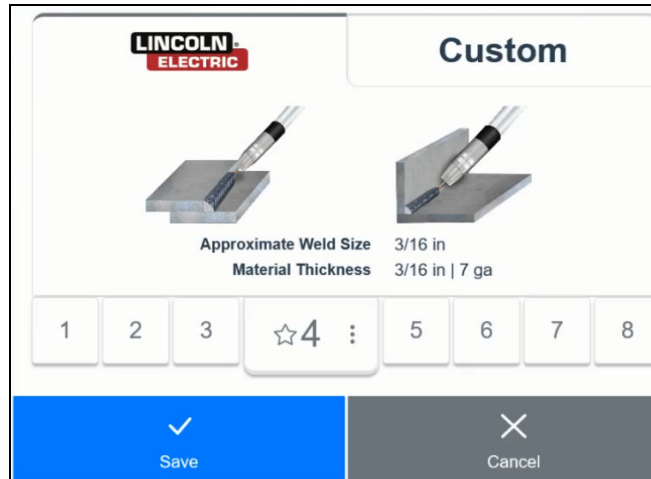 LINCOLN
ELECTRIC
Custom
Approximate Weld Size 3/16 in
Material Thickness 3/16 in | 7 ga
1 2 3 ☆4 ⋮ 5 6 7 8
Save Cancel